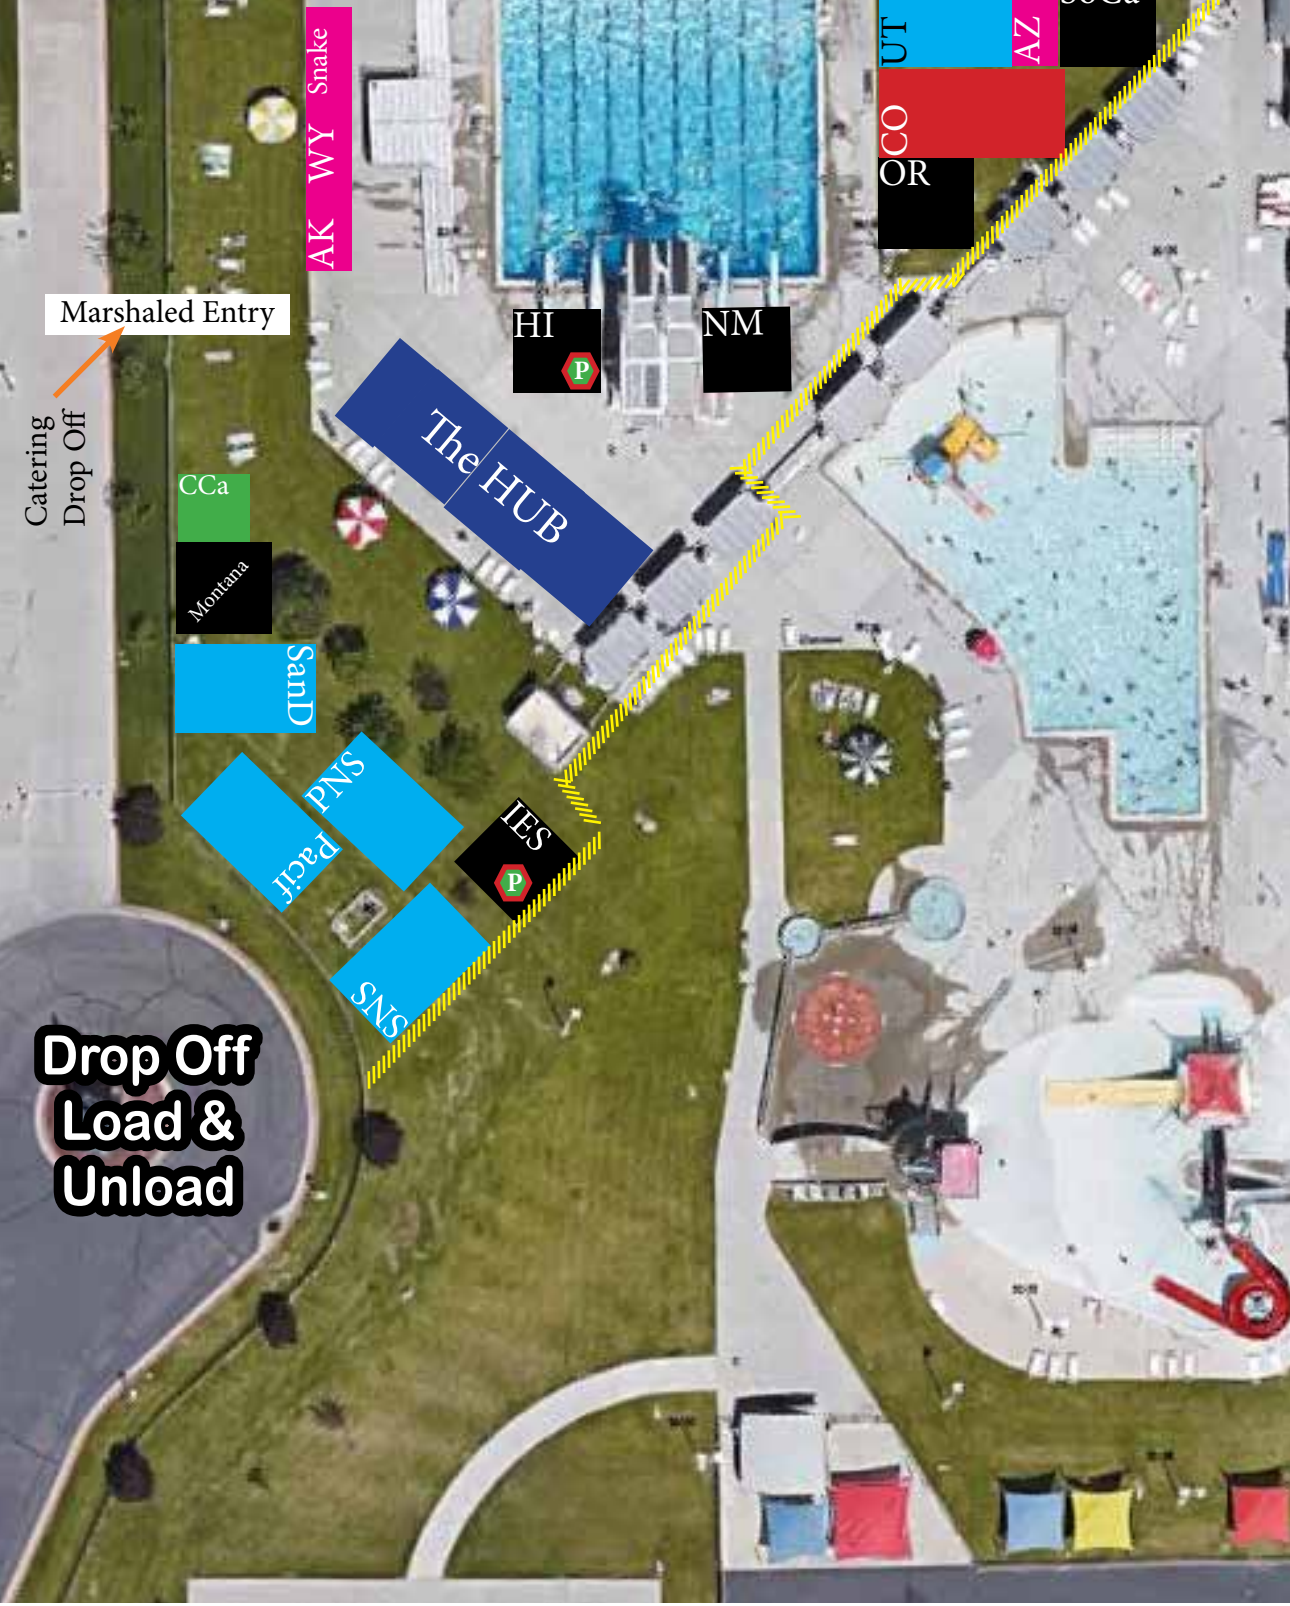 Snake
WY
AK
UT
AZ
SoCa
CO
OR
Marshaled Entry
HI
P
NM
Catering
Drop Off
The HUB
CCa
Montana
SanD
PNS
Pacif
IES
P
SNS
Drop Off
Load &
Unload